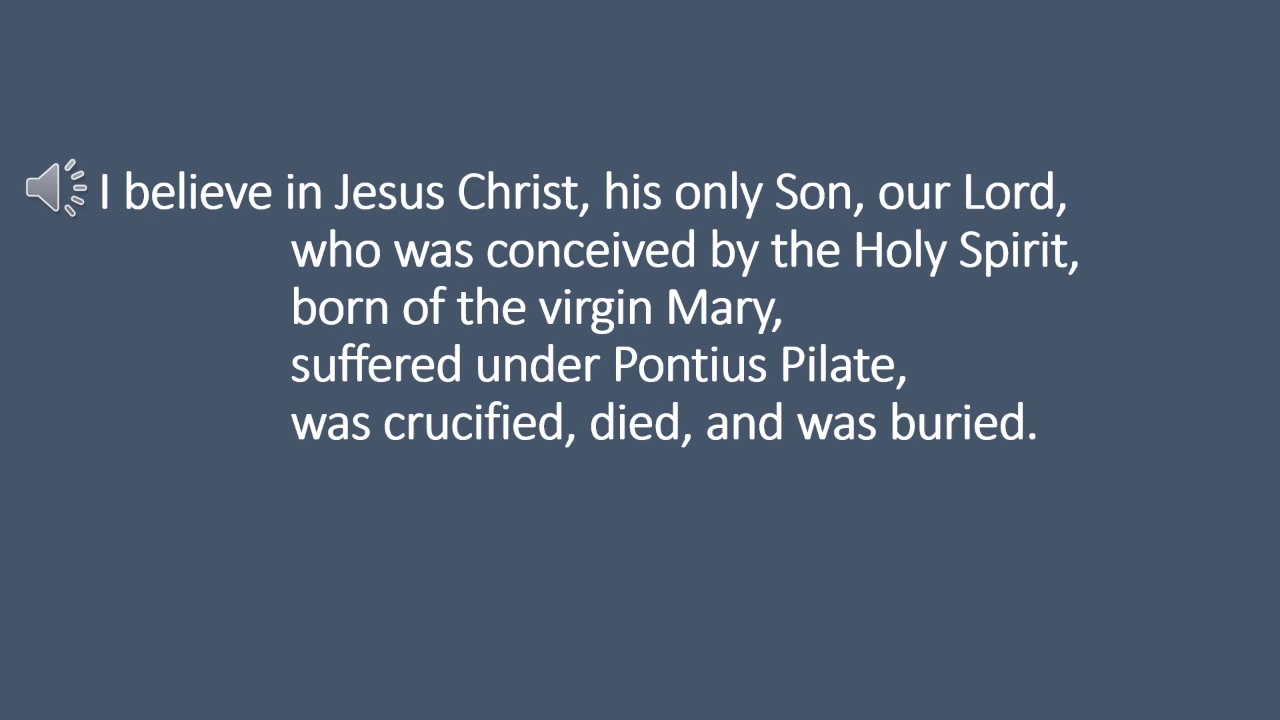 I believe in Jesus Christ, his only Son, our Lord,
who was conceived by the Holy Spirit,
born of the virgin Mary,
suffered under Pontius Pilate,
was crucified, died, and was buried.